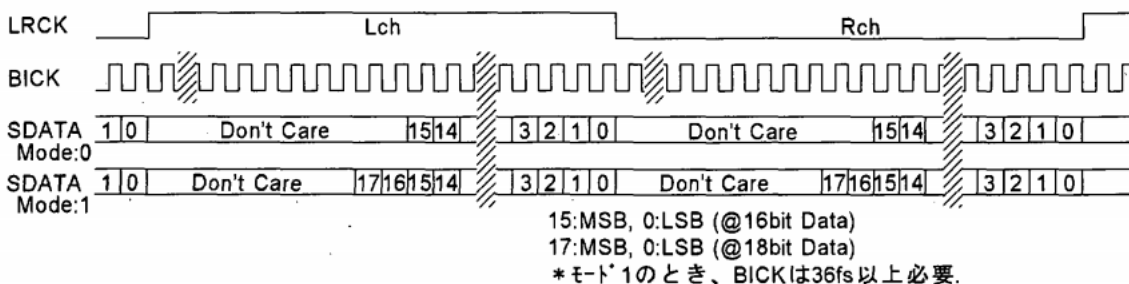 LRCK Lch Rch
BICK
SDATA 1 0 Don't Care 15 14 3 2 1 0 Don't Care 15 14 3 2 1 0
Mode:0
SDATA 1 0 Don't Care 17 16 15 14 3 2 1 0 Don't Care 17 16 15 14 3 2 1 0
Mode:1
15:MSB, 0:LSB (@16bit Data)
17:MSB, 0:LSB (@18bit Data)
*ﾓｰﾄﾞ1のとき、BICKは36fs以上必要.